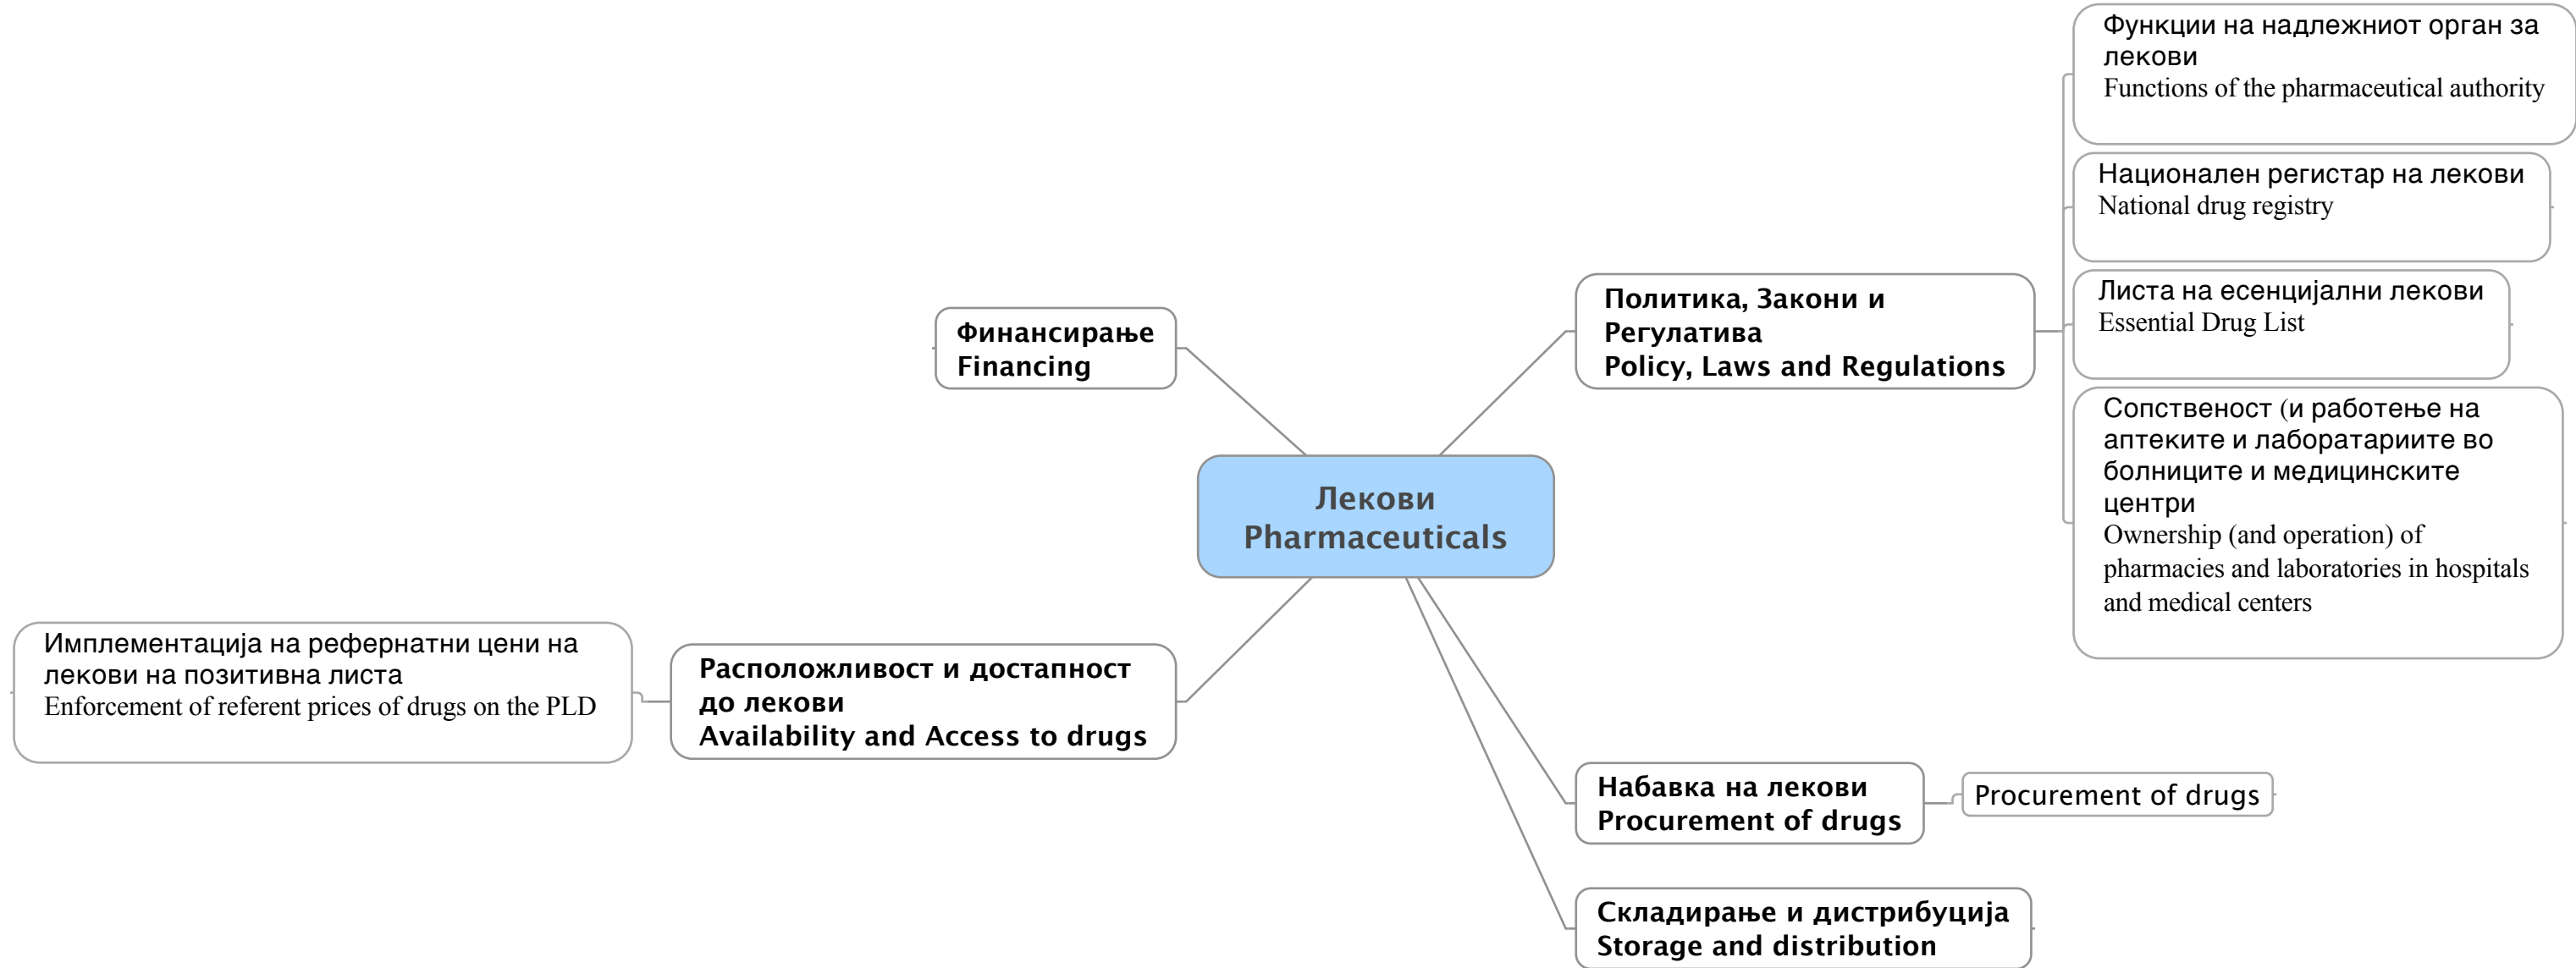 Функции на надлежниот орган за
лекови
Functions of the pharmaceutical authority
Национален регистар на лекови
National drug registry
Листа на есенцијални лекови
Essential Drug List
Сопственост (и работење на
аптеките и лаборатариите во
болниците и медицинските
центри
Ownership (and operation) of
pharmacies and laboratories in hospitals
and medical centers
Политика, Закони и
Регулатива
Policy, Laws and Regulations
Финансирање
Financing
Лекови
Pharmaceuticals
Имплементација на рефернатни цени на
лекови на позитивна листа
Enforcement of referent prices of drugs on the PLD
Расположливост и достапност
до лекови
Availability and Access to drugs
Набавка на лекови
Procurement of drugs
Procurement of drugs
Складирање и дистрибуција
Storage and distribution